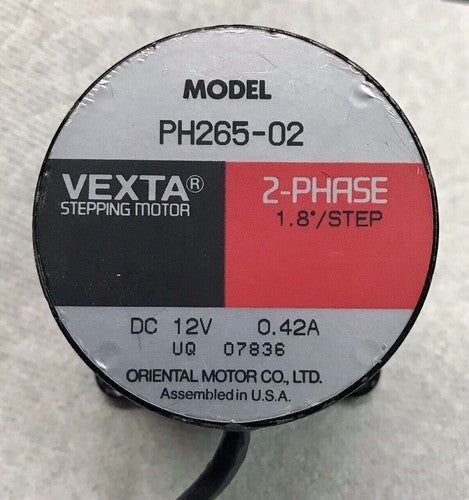 MODEL
PH265-02
VEXTA®
STEPPING MOTOR
2-PHASE
1.8°/STEP
DC 12V 0.42A
UQ 07836
ORIENTAL MOTOR CO., LTD.
Assembled in U.S.A.